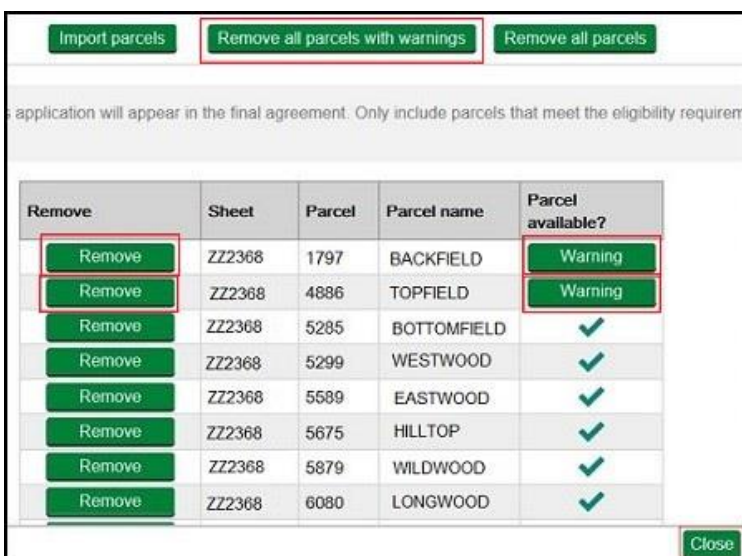 Import parcels Remove all parcels with warnings Remove all parcels
s application will appear in the final agreement. Only include parcels that meet the eligibility requirem
Remove Sheet Parcel Parcel name Parcel available?
Remove ZZ2368 1797 BACKFIELD Warning
Remove ZZ2368 4886 TOPFIELD Warning
Remove ZZ2368 5285 BOTTOMFIELD
Remove ZZ2368 5299 WESTWOOD
Remove ZZ2368 5589 EASTWOOD
Remove ZZ2368 5675 HILLTOP
Remove ZZ2368 5879 WILDWOOD
Remove ZZ2368 6080 LONGWOOD
Close